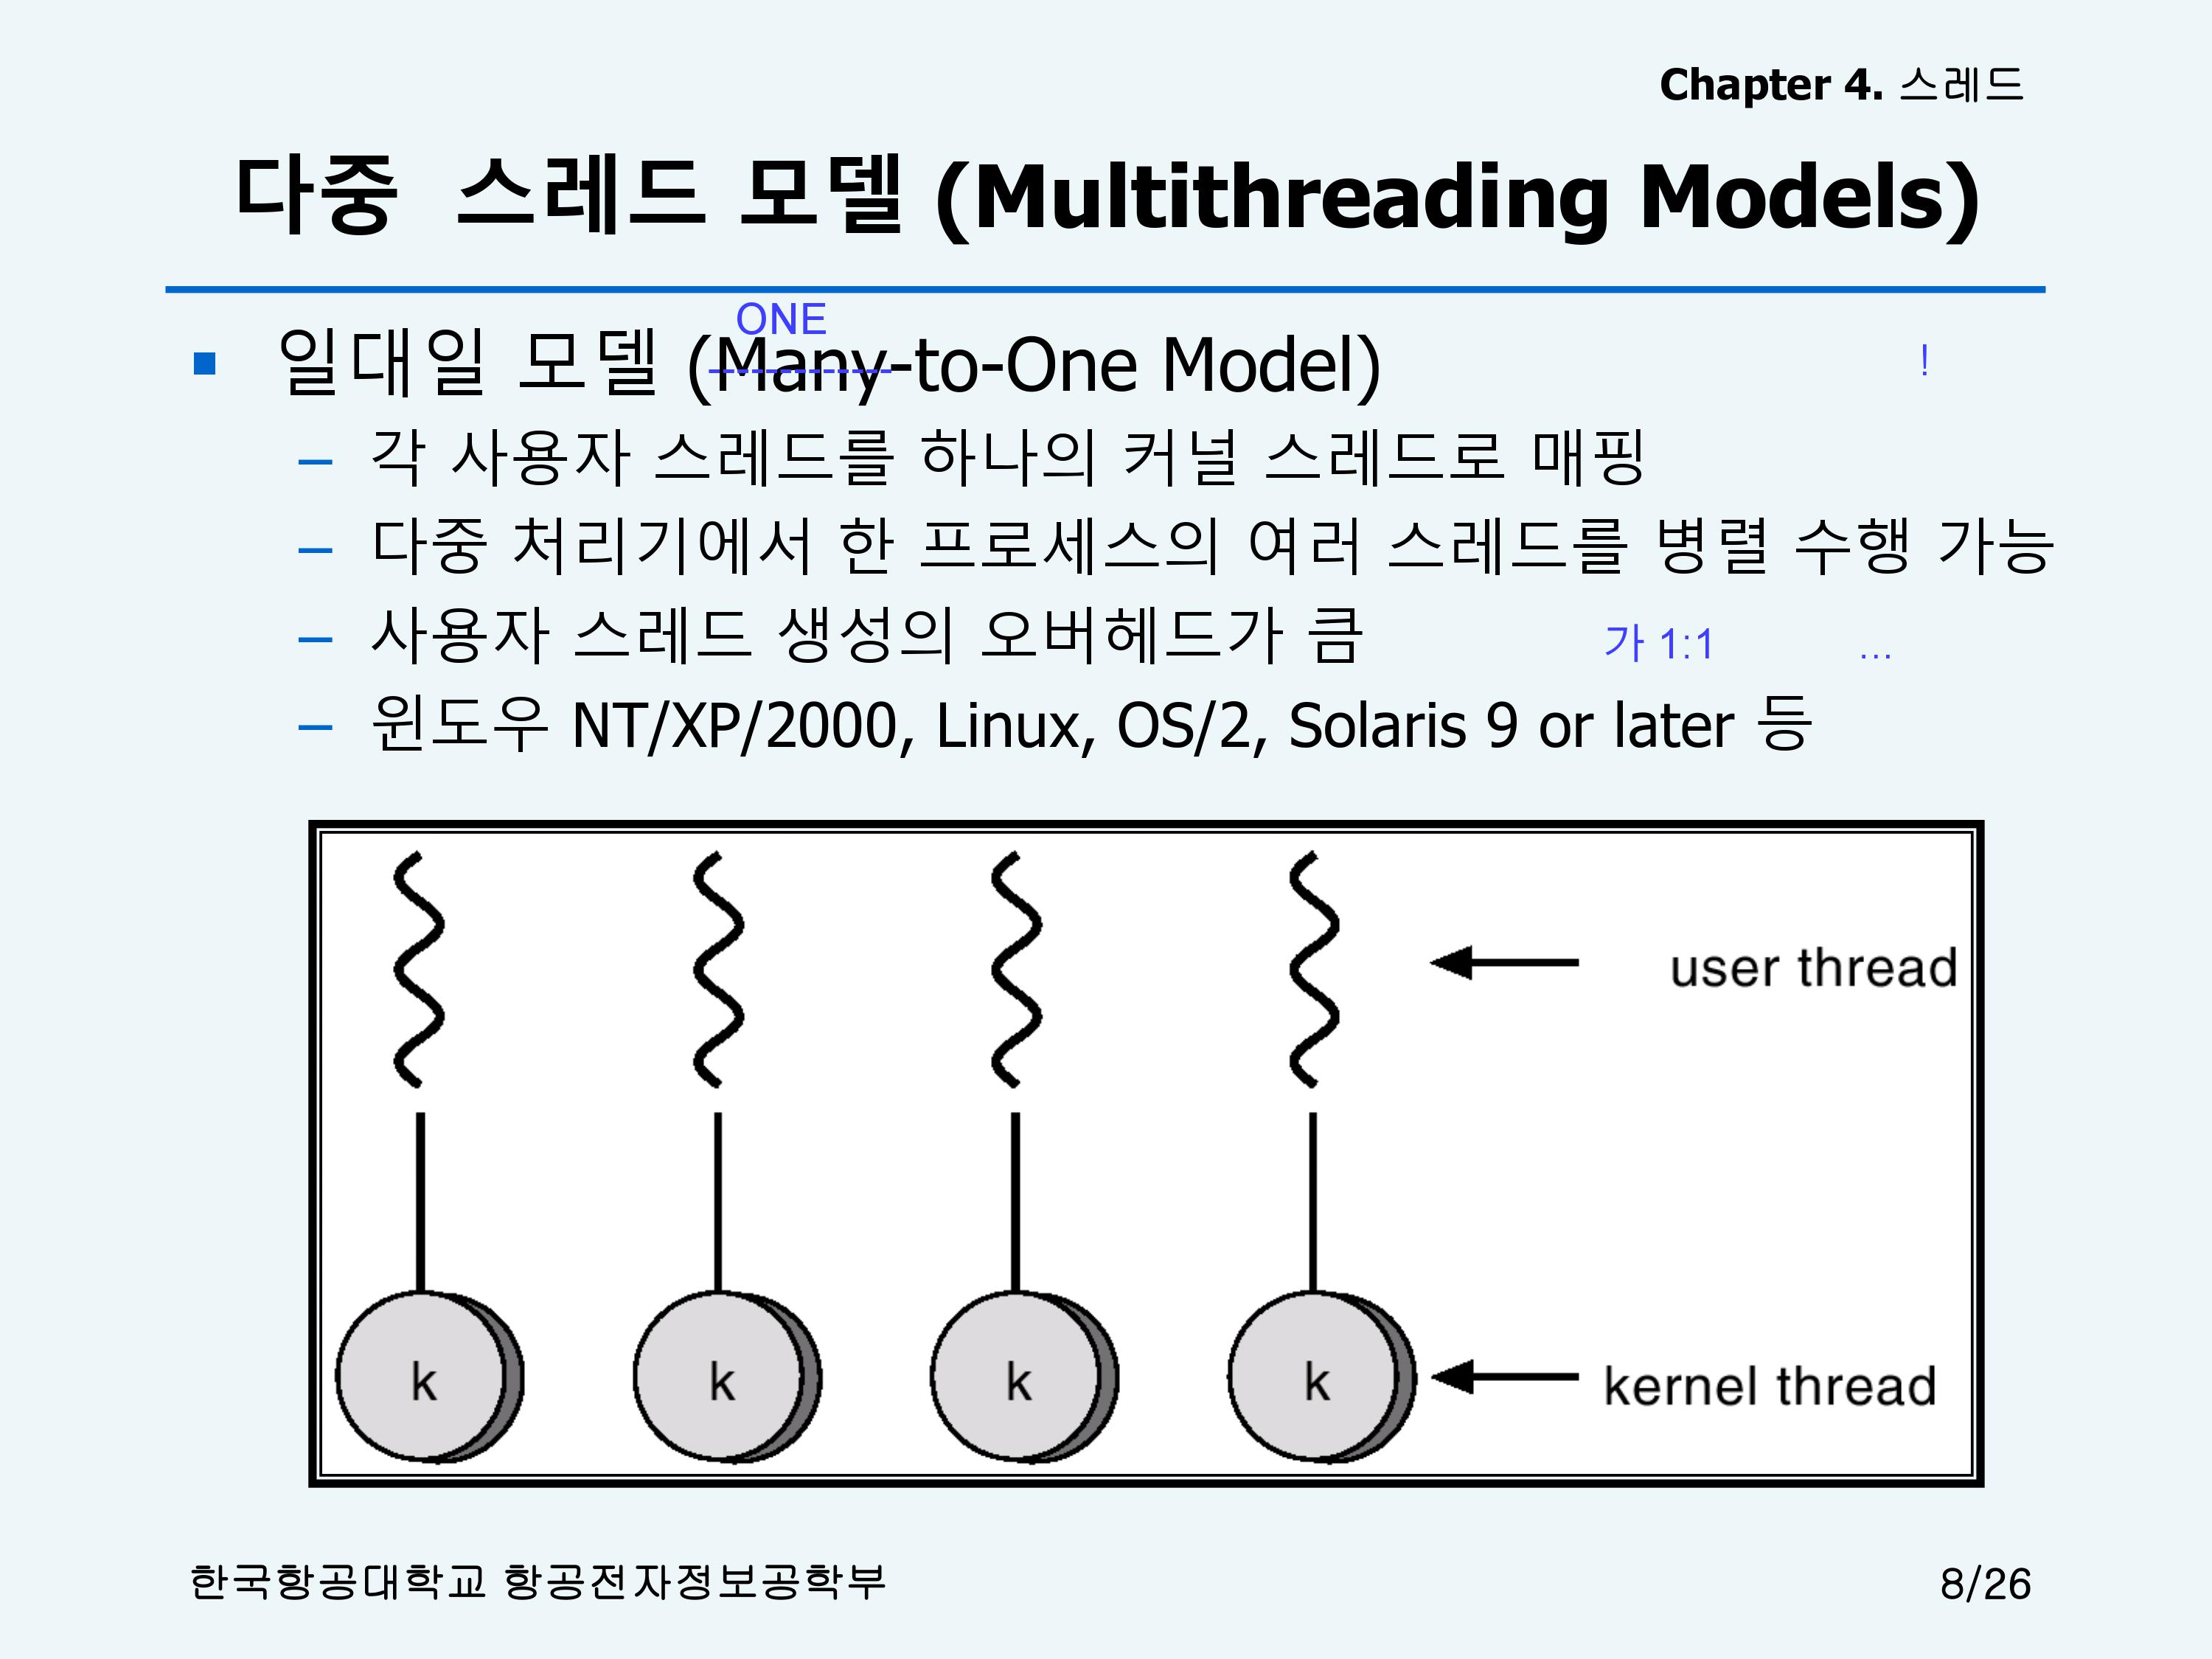 Chapter 4. 스레드
다중 스레드 모델 (Multithreading Models)
ONE
일대일 모델 (Many-to-One Model)
!
– 각 사용자 스레드를 하나의 커널 스레드로 매핑
– 다중 처리기에서 한 프로세스의 여러 스레드를 병렬 수행 가능
– 사용자 스레드 생성의 오버헤드가 큼
가 1:1 ...
– 윈도우 NT/XP/2000, Linux, OS/2, Solaris 9 or later 등
user thread
k k k k
kernel thread
한국항공대학교 항공전자정보공학부
8/26